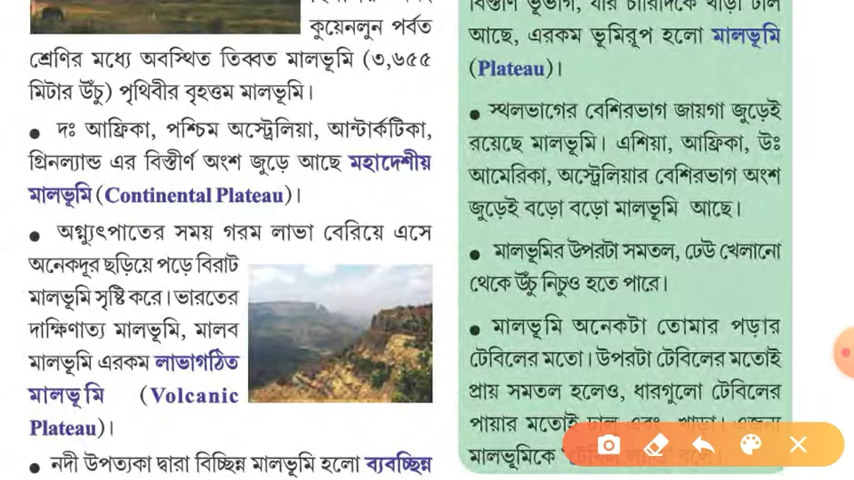 কুয়েনলুন পর্বত
শ্রেণির মধ্যে অবস্থিত তিব্বত মালভূমি (৩,৬৫৫
মিটার উঁচু) পৃথিবীর বৃহত্তম মালভূমি।
● দঃ আফ্রিকা, পশ্চিম অস্ট্রেলিয়া, আন্টার্কটিকা,
গ্রিনল্যান্ড এর বিস্তীর্ণ অংশ জুড়ে আছে মহাদেশীয়
মালভূমি (Continental Plateau)।
● অগ্ন্যুৎপাতের সময় গরম লাভা বেরিয়ে এসে
অনেকদূর ছড়িয়ে পড়ে বিরাট
মালভূমি সৃষ্টি করে। ভারতের
দাক্ষিণাত্য মালভূমি, মালব
মালভূমি এরকম লাভাগঠিত
মালভূমি (Volcanic
Plateau)।
● নদী উপত্যকা দ্বারা বিচ্ছিন্ন মালভূমি হলো ব্যবচ্ছিন্ন
বিস্তীর্ণ ভূভাগ, যার চারিদিকে খাড়া ঢাল
আছে, এরকম ভূমিরূপ হলো মালভূমি
(Plateau)।
● স্থলভাগের বেশিরভাগ জায়গা জুড়েই
রয়েছে মালভূমি। এশিয়া, আফ্রিকা, উঃ
আমেরিকা, অস্ট্রেলিয়ার বেশিরভাগ অংশ
জুড়েই বড়ো বড়ো মালভূমি আছে।
● মালভূমির উপরটা সমতল, ঢেউ খেলানো
থেকে উঁচু নিচুও হতে পারে।
● মালভূমি অনেকটা তোমার পড়ার
টেবিলের মতো। উপরটা টেবিলের মতোই
প্রায় সমতল হলেও, ধারগুলো টেবিলের
পায়ার মতোই ঢাল এবং খাড়া। এজন্য
মালভূমিকে 'টেবিল ল্যান্ড' বলে।